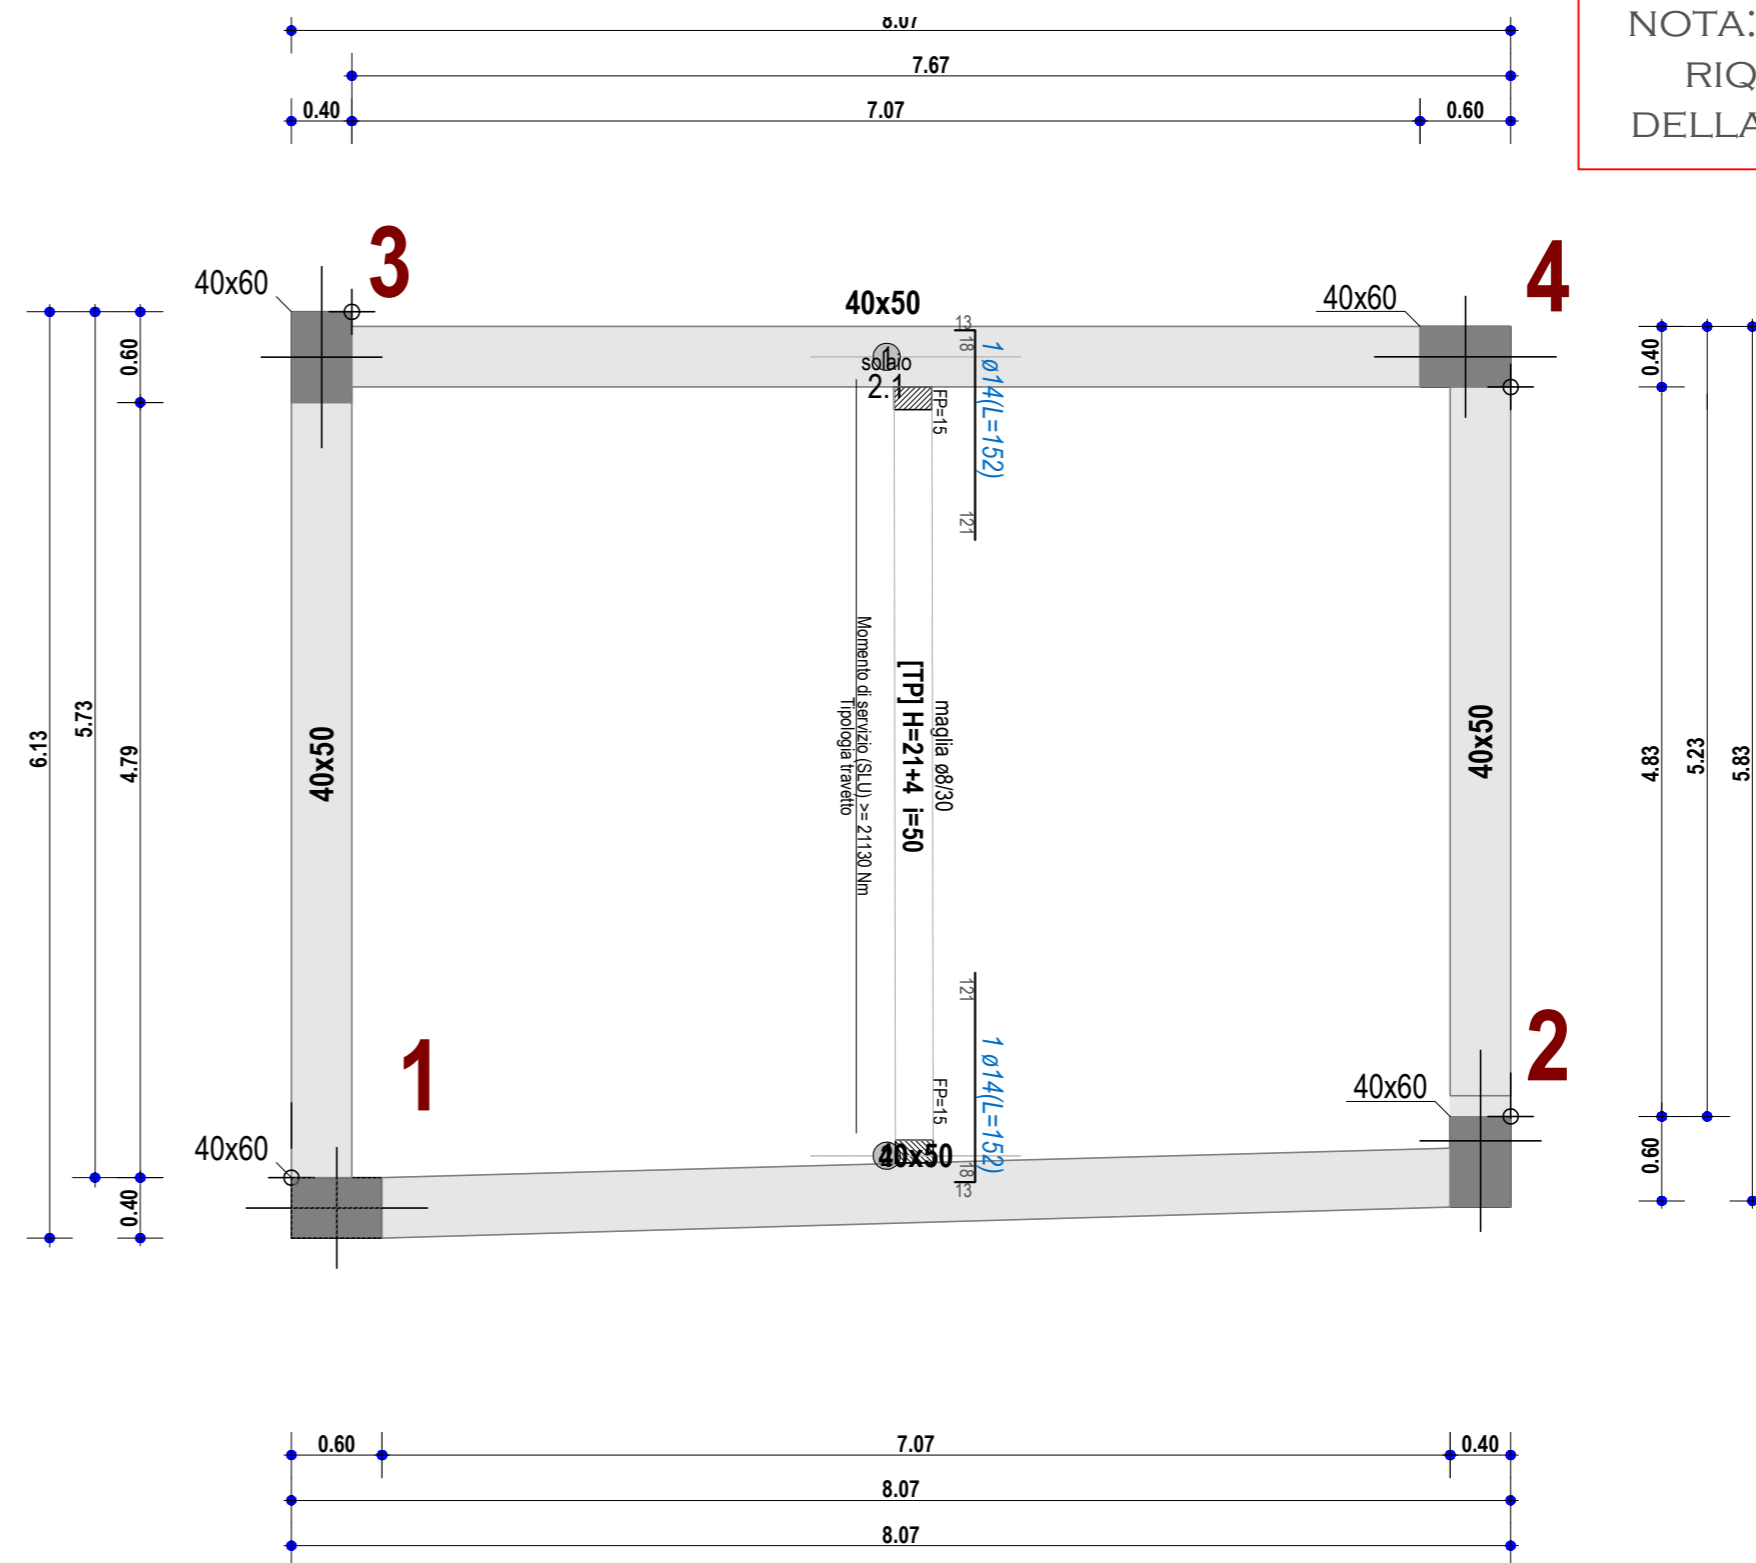 8.07
NOTA:
RIQ
DELLA
7.67
0.40
7.07
0.60
3
4
40x60
40x50
40x60
0.60
0.40
13
18
1 ø14(L=152)
1
solaio
2.1
FP=15
121
6.13
5.73
4.79
40x50
Momento di servizio (SLU) >= 21130 Nm
Tipologia travetto
[TP] H=21+4 i=50
maglia ø8/30
40x50
4.83
5.23
5.83
121
1 ø14(L=152)
FP=15
1
2
40x60
40x60
40x50
18
13
0.40
0.60
0.60
7.07
0.40
8.07
8.07